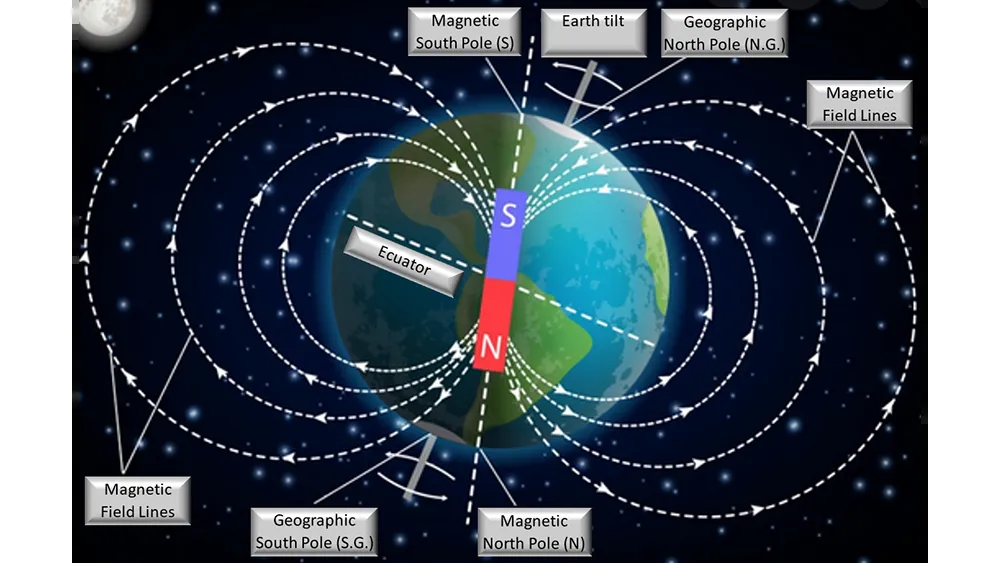 Magnetic
South Pole (S)
Earth tilt
Geographic
North Pole (N.G.)
Magnetic
Field Lines
S
Ecuator
N
Magnetic
Field Lines
Geographic
South Pole (S.G.)
Magnetic
North Pole (N)